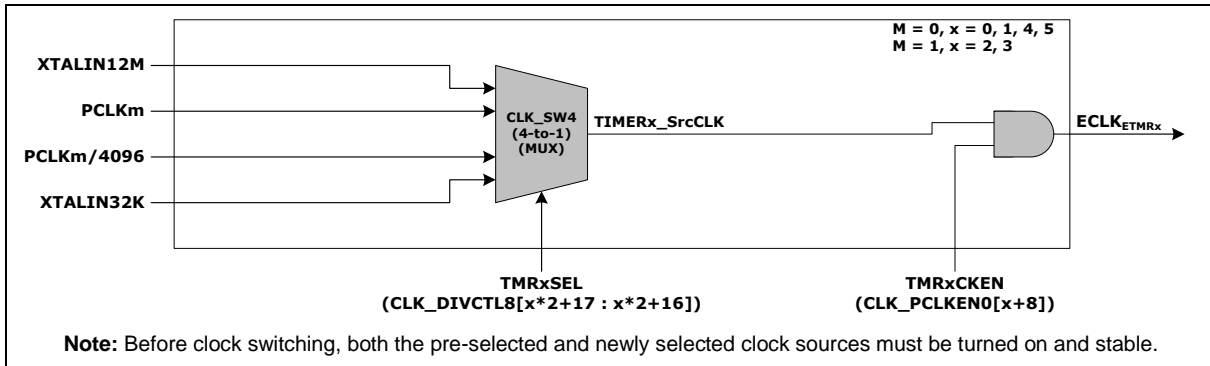 M = 0, x = 0, 1, 4, 5
M = 1, x = 2, 3
XTALIN12M
PCLKm
PCLKm/4096
XTALIN32K
CLK_SW4
(4-to-1)
(MUX)
TIMERx_SrcCLK
ECLKETMRx
TMRxSEL
(CLK_DIVCTL8[x*2+17 : x*2+16])
TMRxCKEN
(CLK_PCLKEN0[x+8])
Note: Before clock switching, both the pre-selected and newly selected clock sources must be turned on and stable.